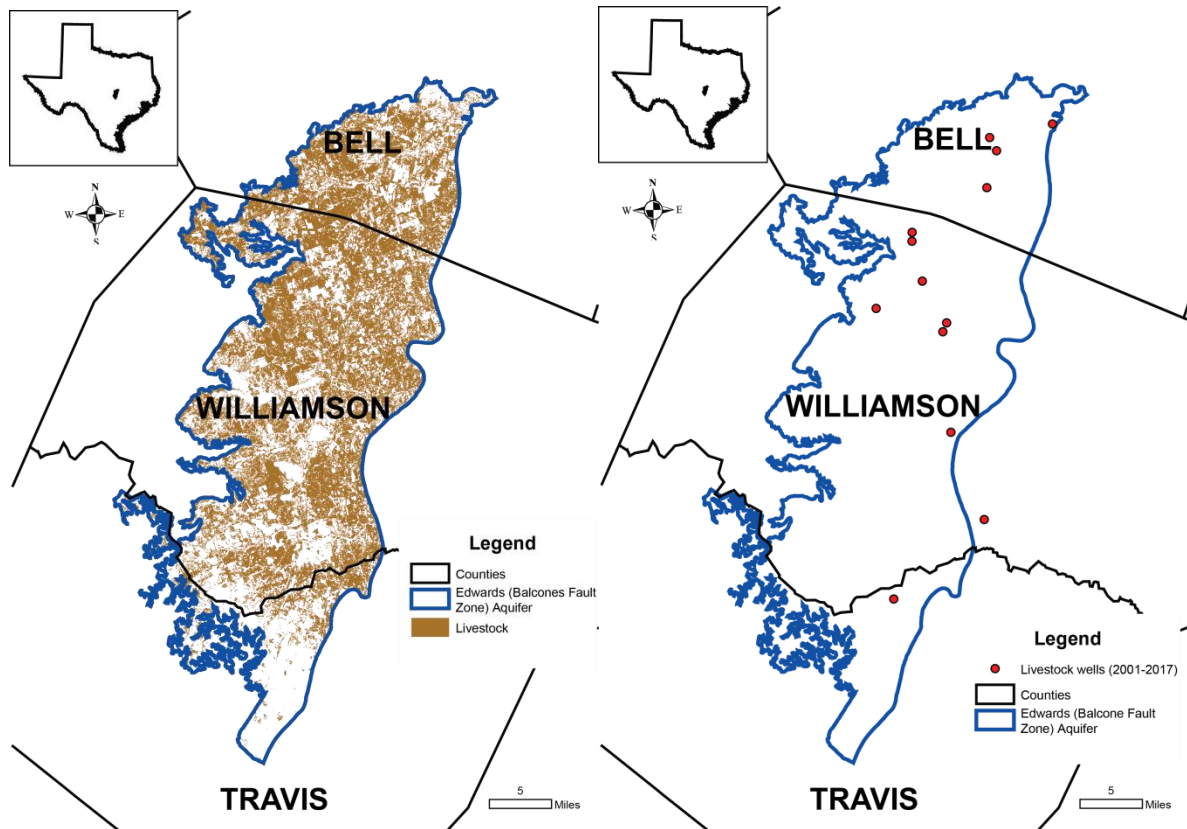 BELL
N
W E
S
WILLIAMSON
Legend
Counties
Edwards (Balcones Fault
Zone) Aquifer
Livestock
5
Miles
TRAVIS
BELL
N
W E
S
WILLIAMSON
Legend
Livestock wells (2001-2017)
Counties
Edwards (Balcone Fault
Zone) Aquifer
5
Miles
TRAVIS